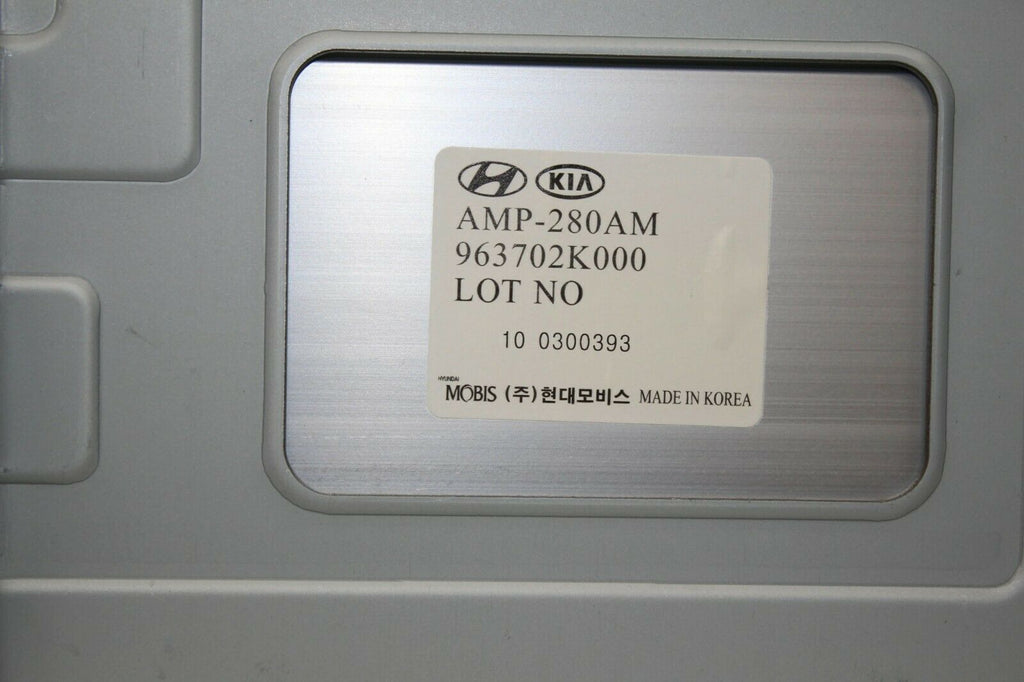 KIA
AMP-280AM
963702K000
LOT NO
10 0300393
HYUNDAI
MOBIS (주)현대모비스 MADE IN KOREA